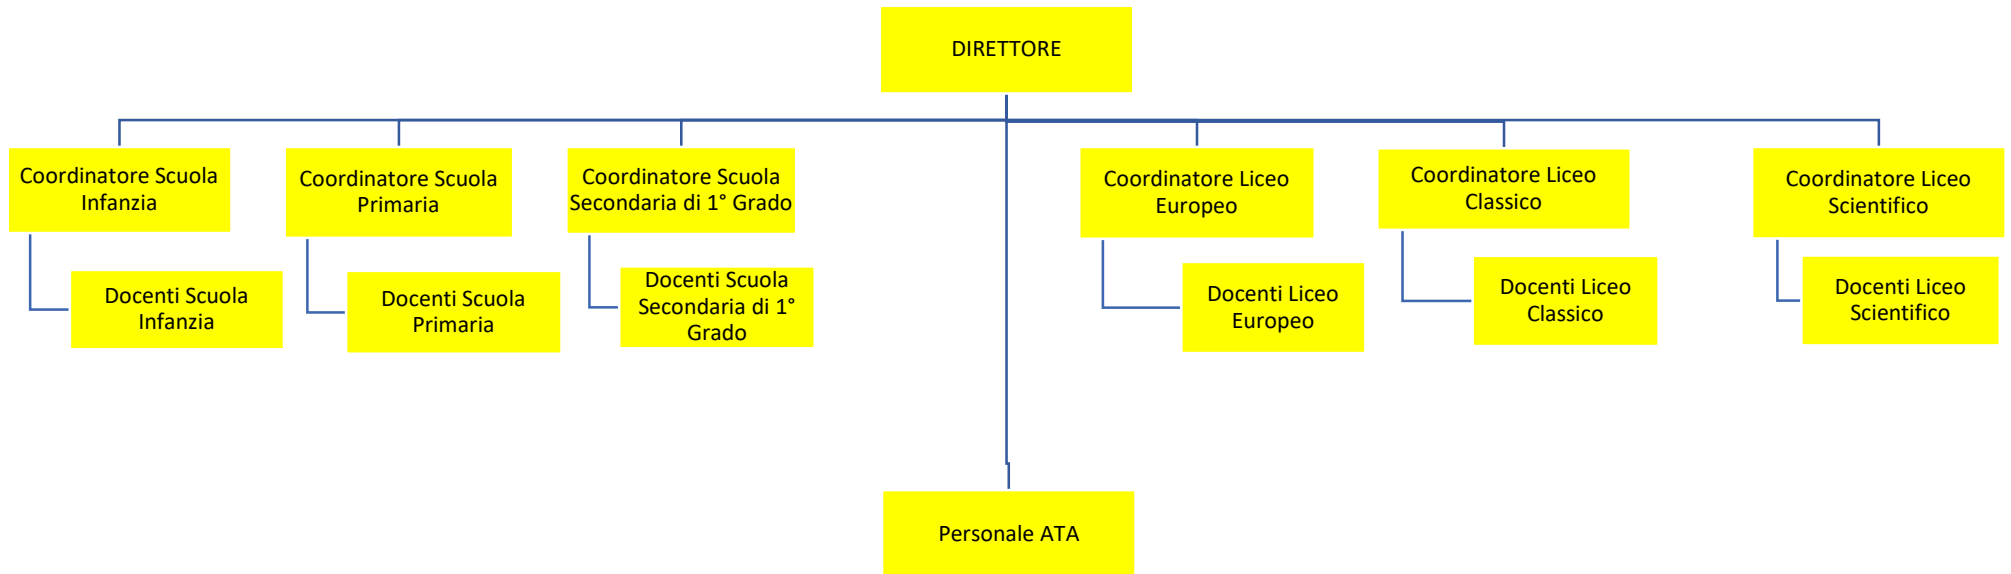 DIRETTORE
Coordinatore Scuola
Infanzia
Coordinatore Scuola
Primaria
Coordinatore Scuola
Secondaria di 1° Grado
Coordinatore Liceo
Europeo
Coordinatore Liceo
Classico
Coordinatore Liceo
Scientifico
Docenti Scuola
Infanzia
Docenti Scuola
Primaria
Docenti Scuola
Secondaria di 1°
Grado
Docenti Liceo
Europeo
Docenti Liceo
Classico
Docenti Liceo
Scientifico
Personale ATA